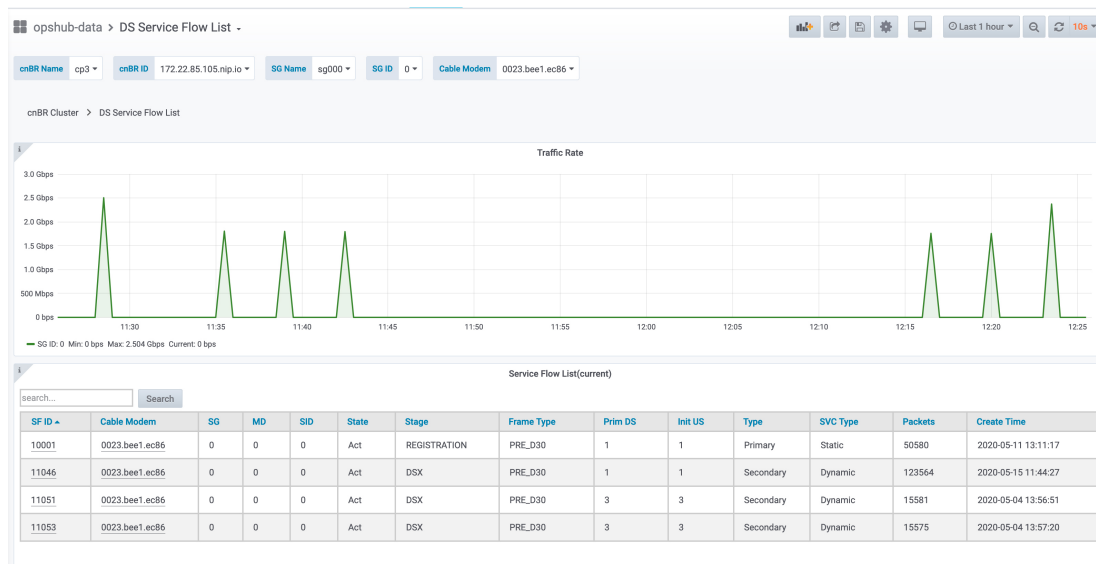 opshub-data > DS Service Flow List
Last 1 hour
10s
cnBR Name cp3 cnBR ID 172.22.85.105.nip.io SG Name sg000 SG ID 0 Cable Modem 0023.bee1.ec86
cnBR Cluster > DS Service Flow List
i
Traffic Rate
3.0 Gbps
2.5 Gbps
2.0 Gbps
1.5 Gbps
1.0 Gbps
500 Mbps
0 bps
11:30 11:35 11:40 11:45 11:50 11:55 12:00 12:05 12:10 12:15 12:20 12:25
SG ID: 0 Min: 0 bps Max: 2.504 Gbps Current: 0 bps
i
Service Flow List(current)
search... Search
SF ID Cable Modem SG MD SID State Stage Frame Type Prim DS Init US Type SVC Type Packets Create Time
10001 0023.bee1.ec86 0 0 0 Act REGISTRATION PRE_D30 1 1 Primary Static 50580 2020-05-11 13:11:17
11046 0023.bee1.ec86 0 0 0 Act DSX PRE_D30 1 1 Secondary Dynamic 123564 2020-05-15 11:44:27
11051 0023.bee1.ec86 0 0 0 Act DSX PRE_D30 3 3 Secondary Dynamic 15581 2020-05-04 13:56:51
11053 0023.bee1.ec86 0 0 0 Act DSX PRE_D30 3 3 Secondary Dynamic 15575 2020-05-04 13:57:20